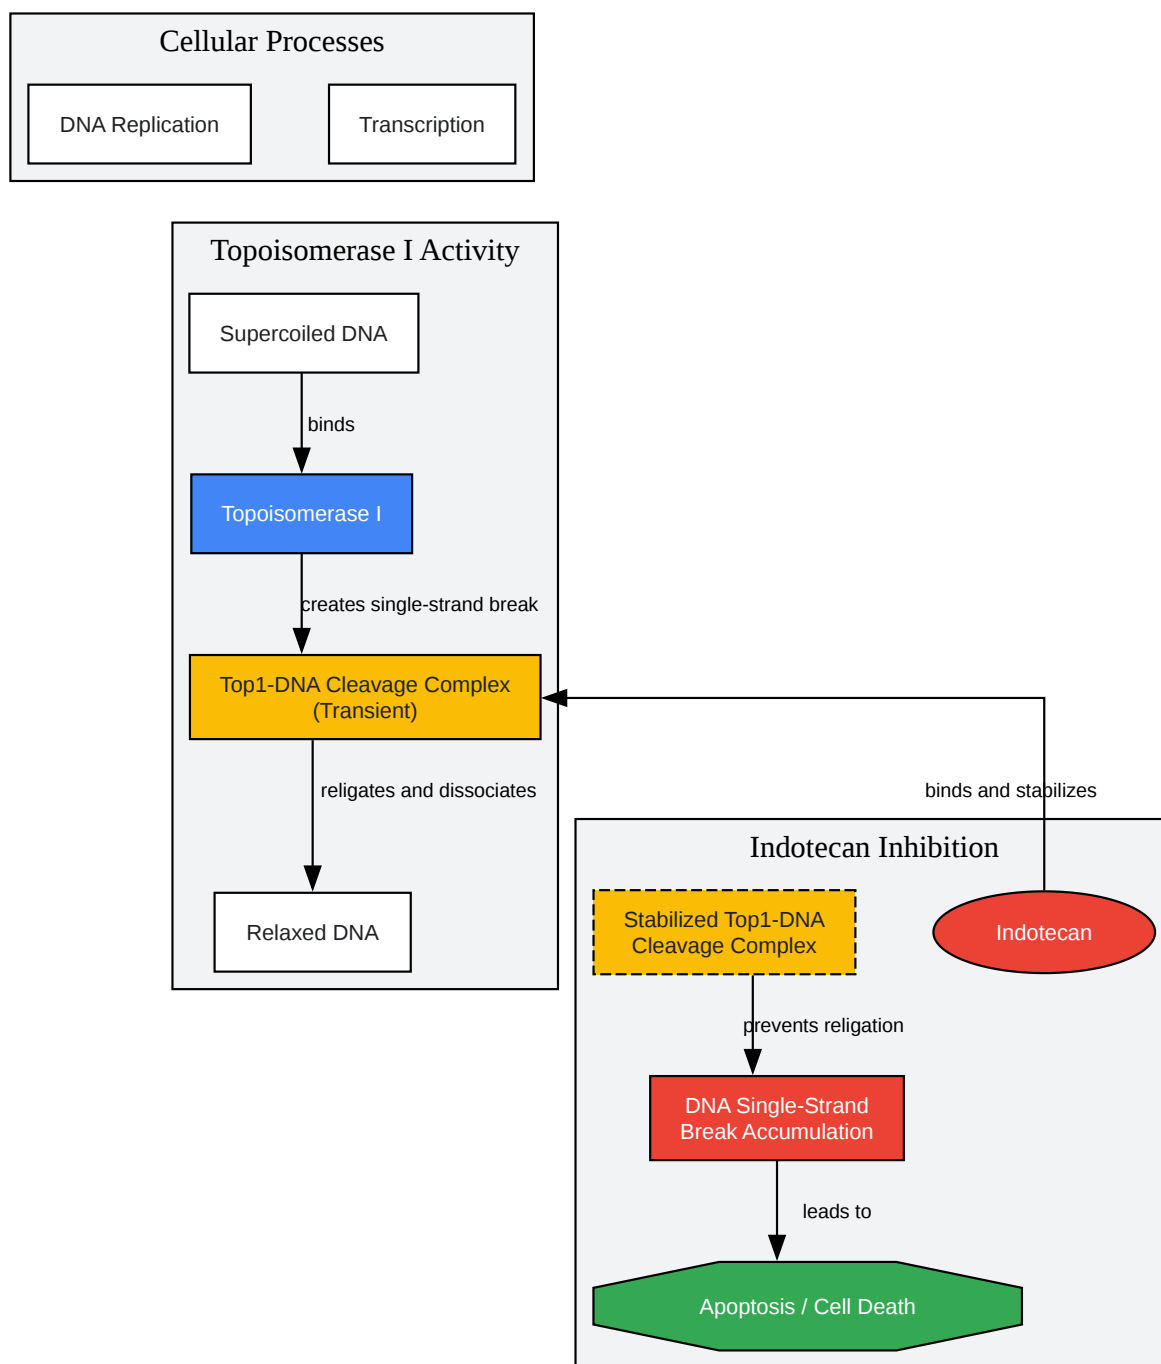 Cellular Processes
DNA Replication
Transcription
Topoisomerase I Activity
Supercoiled DNA
binds
Topoisomerase I
creates single-strand break
Top1-DNA Cleavage Complex
(Transient)
religates and dissociates
binds and stabilizes
Relaxed DNA
Indotecan Inhibition
Stabilized Top1-DNA
Cleavage Complex
Indotecan
prevents religation
DNA Single-Strand
Break Accumulation
leads to
Apoptosis / Cell Death